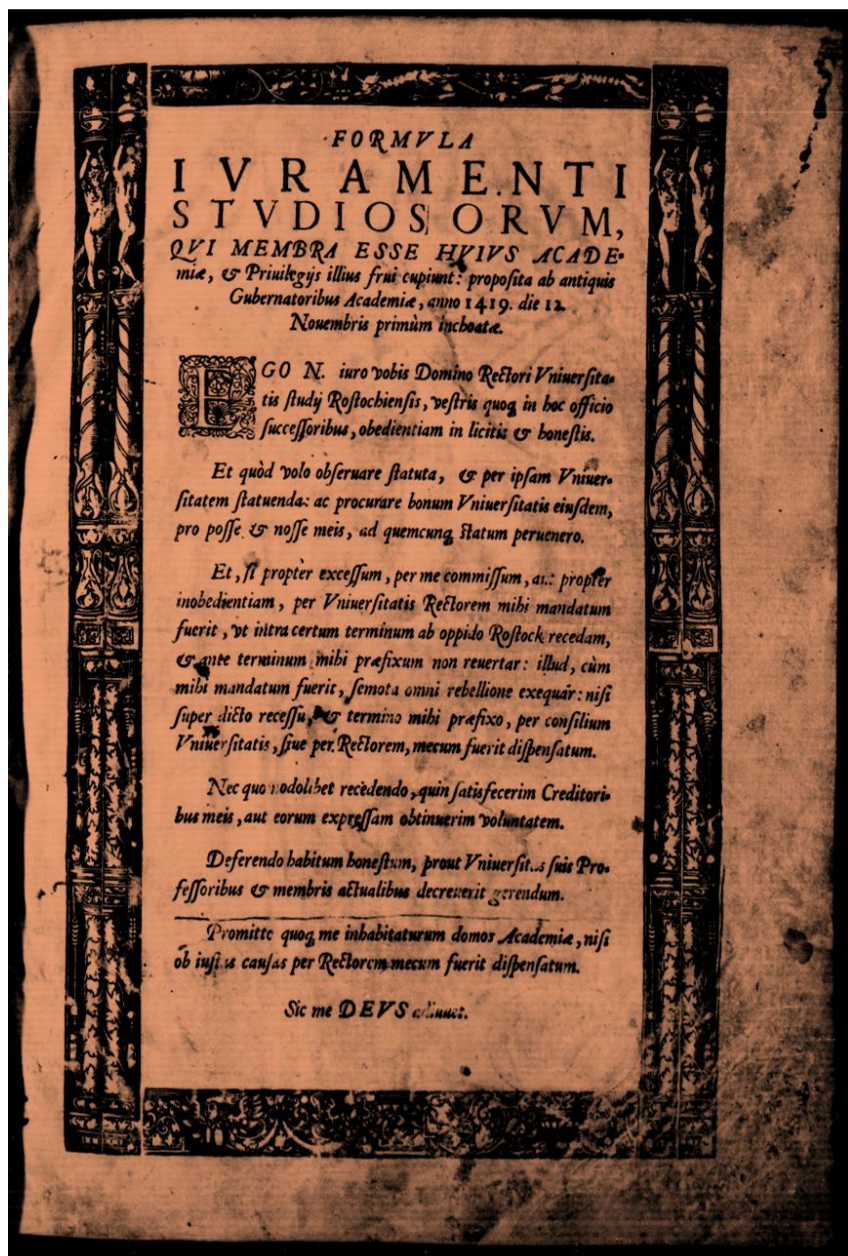 FORMVLA
IVRAMENTI
STVDIOSORVM,
QVI MEMBRA ESSE HVIVS ACADE-
miæ, & Priuilegijs illius frui cupiunt: proposita ab antiquis
Gubernatoribus Academiæ, anno 1419. die 12.
Nouembris primùm inchoatæ.
EGO N. iuro vobis Domino Rectori Vniuersita-
tis studij Rostochiensis, vestris quoq; in hoc officio
successoribus, obedientiam in licitis & honestis.
Et quòd volo obseruare statuta, & per ipsam Vniuer-
sitatem statuenda: ac procurare bonum Vniuersitatis eiusdem,
pro posse & nosse meis, ad quemcunq; statum peruenero.
Et, si propter excessum, per me commissum, aut propter
inobedientiam, per Vniuersitatis Rectorem mihi mandatum
fuerit, vt intra certum terminum ab oppido Rostock recedam,
& ante terminum mihi præfixum non reuertar: illud, cùm
mihi mandatum fuerit, semota omni rebellione exequar: nisi
super dicto recessu, & termino mihi præfixo, per consilium
Vniuersitatis, siue per Rectorem, mecum fuerit dispensatum.
Nec quomodolibet recedendo, quin satisfecerim Creditori-
bus meis, aut eorum expressam obtinuerim voluntatem.
Deferendo habitum honestum, prout Vniuersitas suis Pro-
fessoribus & membris actualibus decreuerit gerendum.
Promitto quoq; me inhabitaturum domos Academiæ, nisi
ob iustas causas per Rectorem mecum fuerit dispensatum.
Sic me DEVS adiuuet.